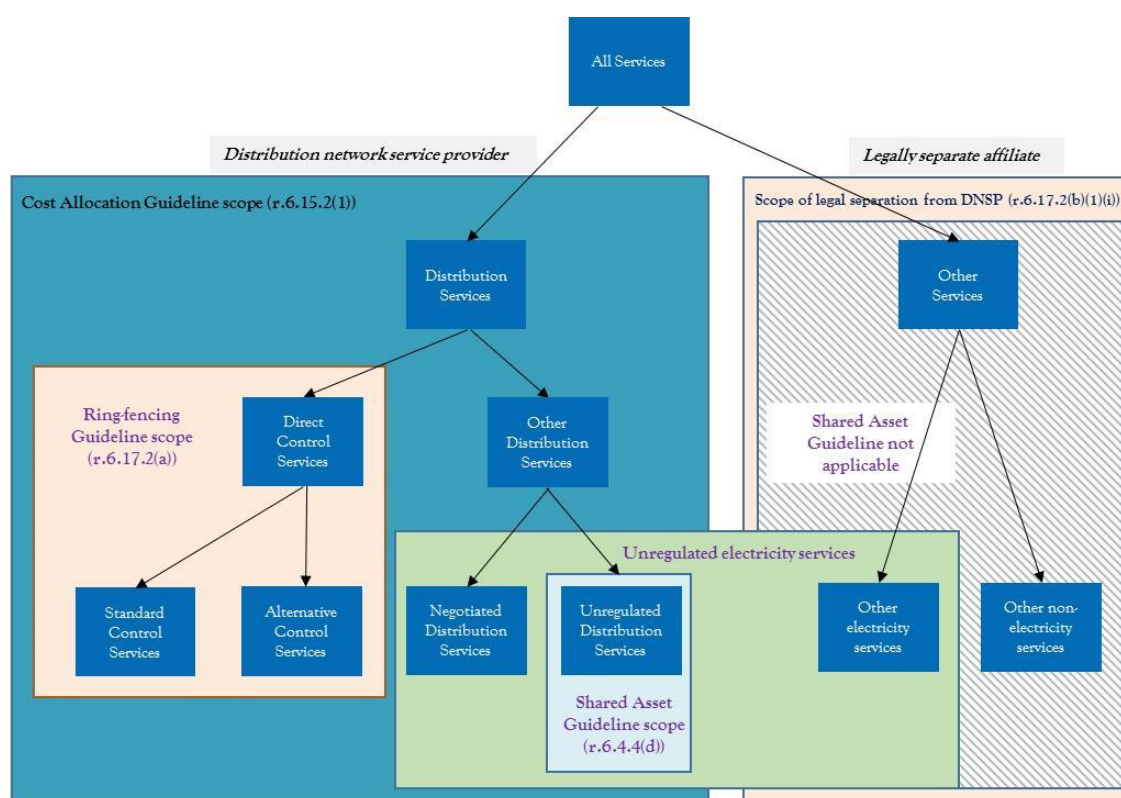 All Services
Distribution network service provider
Legally separate affiliate
Cost Allocation Guideline scope (r.6.15.2(1))
Scope of legal separation from DNSP (r.6.17.2(b)(1)(i))
Distribution
Services
Other
Services
Ring-fencing
Guideline scope
(r.6.17.2(a))
Direct
Control
Services
Other
Distribution
Services
Shared Asset
Guideline not
applicable
Unregulated electricity services
Standard
Control
Services
Alternative
Control
Services
Negotiated
Distribution
Services
Unregulated
Distribution
Services
Other
electricity
services
Other non-
electricity
services
Shared Asset
Guideline scope
(r.6.4.4(d))